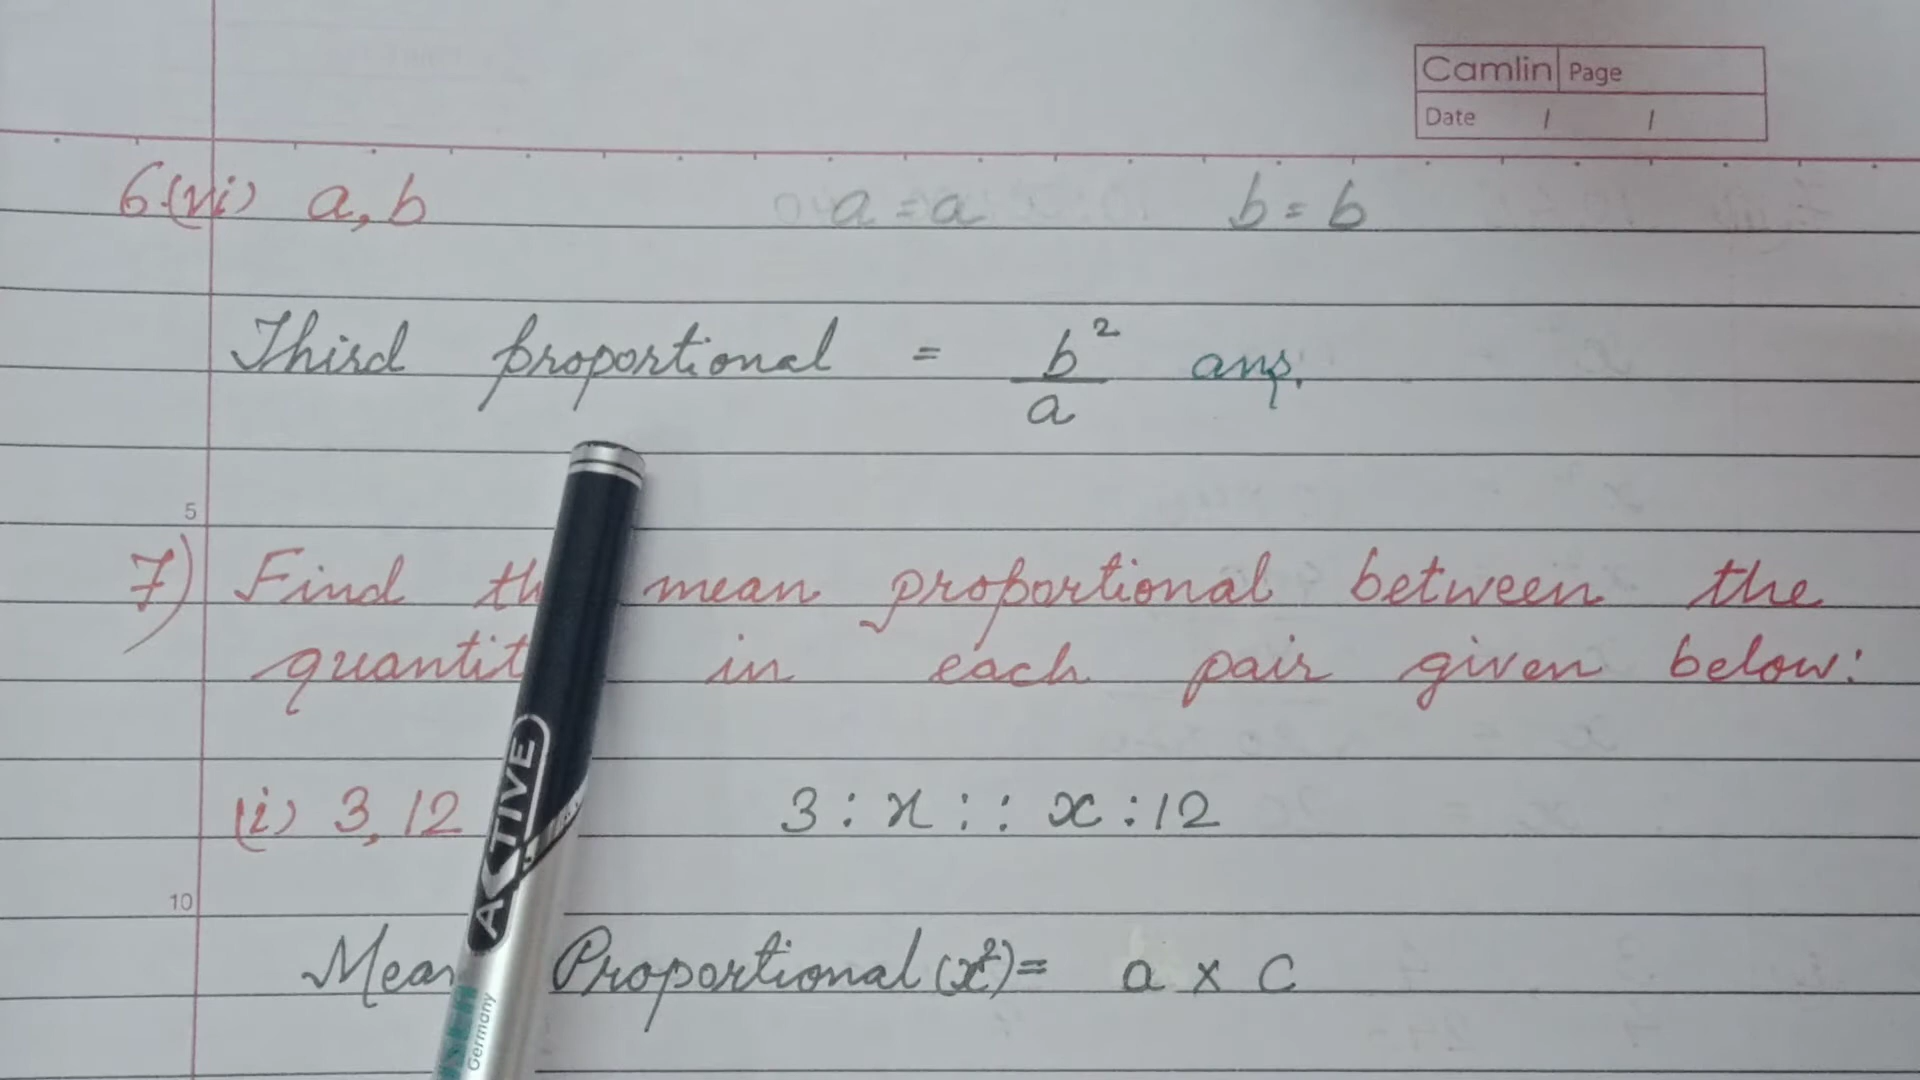 Camlin Page
Date / /
6.(vi) a, b a = a b = b
Third proportional = b²/a ans.
5
7) Find th mean proportional between the
quantit in each pair given below:
(i) 3, 12 3 : x : : x : 12
10
Mean Proportional (x²) = a x c
ACTIVE
Germany